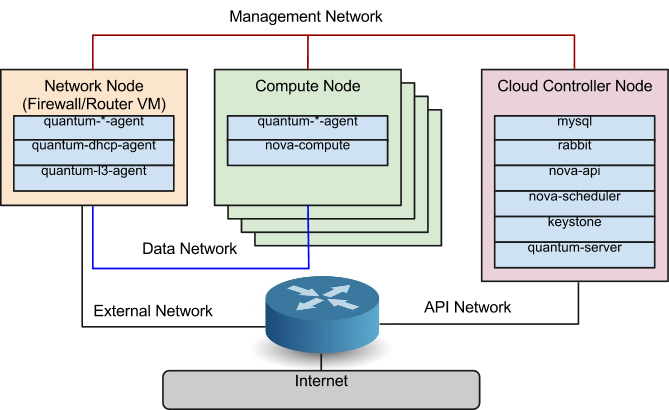 Management Network
Network Node
(Firewall/Router VM)
quantum-*-agent
quantum-dhcp-agent
quantum-l3-agent
Compute Node
quantum-*-agent
nova-compute
Cloud Controller Node
mysql
rabbit
nova-api
nova-scheduler
keystone
quantum-server
Data Network
External Network
API Network
Internet